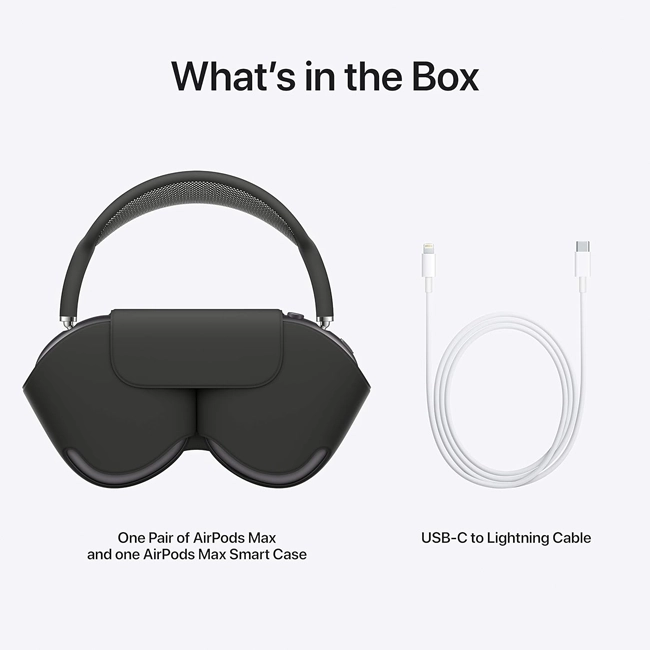 What’s in the Box
One Pair of AirPods Max
and one AirPods Max Smart Case
USB-C to Lightning Cable